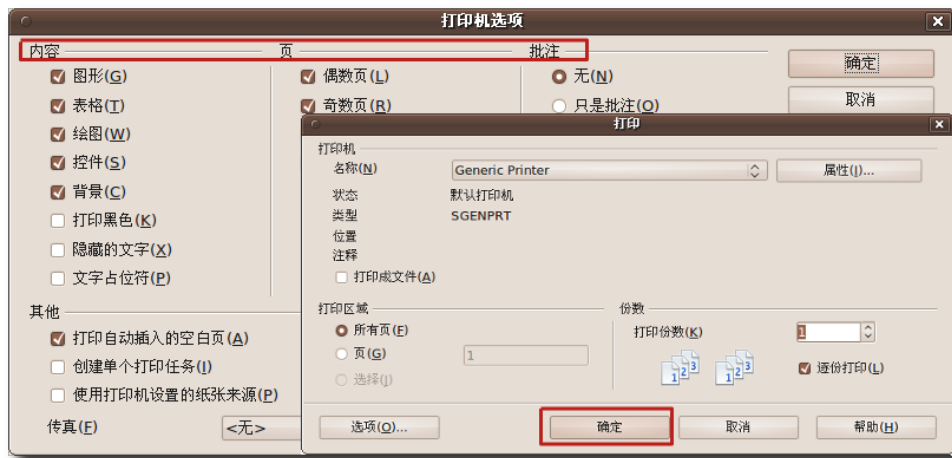 打印机选项
内容 页 批注
图形(G) 偶数页(L) 无(N) 确定
表格(T) 奇数页(R) 只是批注(O) 取消
绘图(W)
控件(S)
背景(C)
打印黑色(K)
隐藏的文字(X)
文字占位符(P)
其他
打印自动插入的空白页(A)
创建单个打印任务(I)
使用打印机设置的纸张来源(P)
传真(F) <无>
打印
打印机
名称(N) Generic Printer 属性(I)...
状态 默认打印机
类型 SGENPRT
位置
注释
打印成文件(A)
打印区域 份数
所有页(F) 打印份数(K) 1
页(G) 1 1 2 3 1 2 3 逐份打印(L)
选择(J)
选项(O)... 确定 取消 帮助(H)